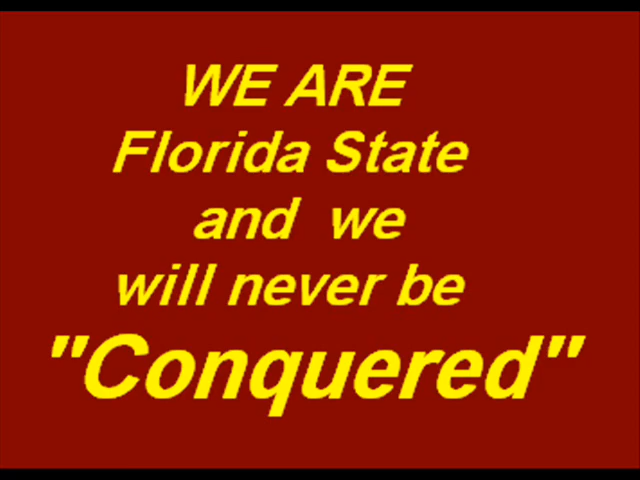 WE ARE
Florida State
and we
will never be
"Conquered"